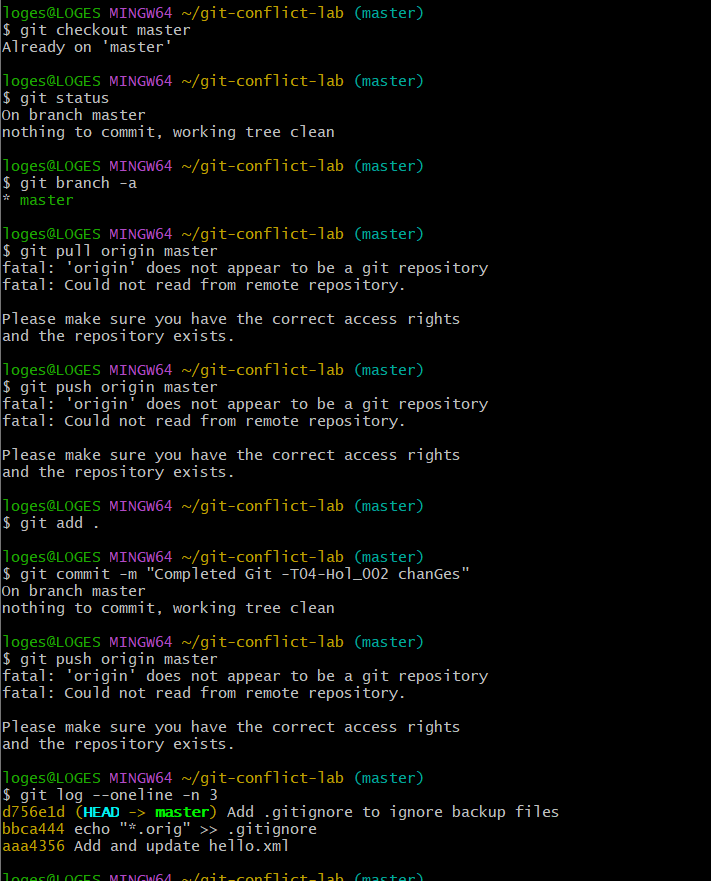 loges@LOGES MINGW64 ~/git-conflict-lab (master)
$ git checkout master
Already on 'master'
loges@LOGES MINGW64 ~/git-conflict-lab (master)
$ git status
On branch master
nothing to commit, working tree clean
loges@LOGES MINGW64 ~/git-conflict-lab (master)
$ git branch -a
* master
loges@LOGES MINGW64 ~/git-conflict-lab (master)
$ git pull origin master
fatal: 'origin' does not appear to be a git repository
fatal: Could not read from remote repository.
Please make sure you have the correct access rights
and the repository exists.
loges@LOGES MINGW64 ~/git-conflict-lab (master)
$ git push origin master
fatal: 'origin' does not appear to be a git repository
fatal: Could not read from remote repository.
Please make sure you have the correct access rights
and the repository exists.
loges@LOGES MINGW64 ~/git-conflict-lab (master)
$ git add .
loges@LOGES MINGW64 ~/git-conflict-lab (master)
$ git commit -m "Completed Git -T04-Hol_002 chanGes"
On branch master
nothing to commit, working tree clean
loges@LOGES MINGW64 ~/git-conflict-lab (master)
$ git push origin master
fatal: 'origin' does not appear to be a git repository
fatal: Could not read from remote repository.
Please make sure you have the correct access rights
and the repository exists.
loges@LOGES MINGW64 ~/git-conflict-lab (master)
$ git log --oneline -n 3
d756e1d (HEAD -> master) Add .gitignore to ignore backup files
bbca444 echo "*.orig" >> .gitignore
aaa4356 Add and update hello.xml
loges@LOGES MINGW64 ~/git-conflict-lab (master)